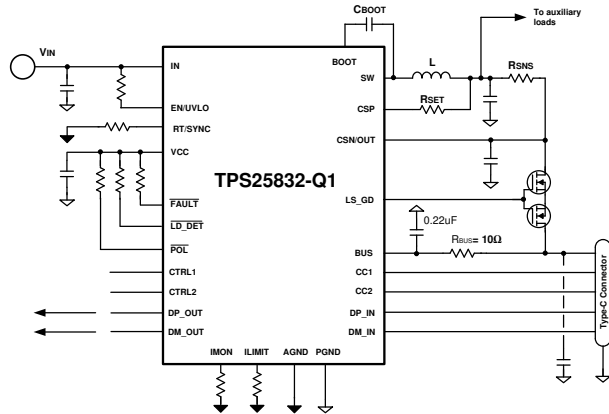 CBOOT
To auxiliary
loads
VIN
IN
BOOT
SW
L
RSNS
CSP
RSET
EN/UVLO
RT/SYNC
CSN/OUT
VCC
TPS25832-Q1
FAULT
LS_GD
LD_DET
0.22uF
POL
BUS
RBUS= 10Ω
CTRL1
CC1
CTRL2
CC2
DP_OUT
DP_IN
DM_OUT
DM_IN
Type-C Connector
IMON
ILIMIT
AGND
PGND